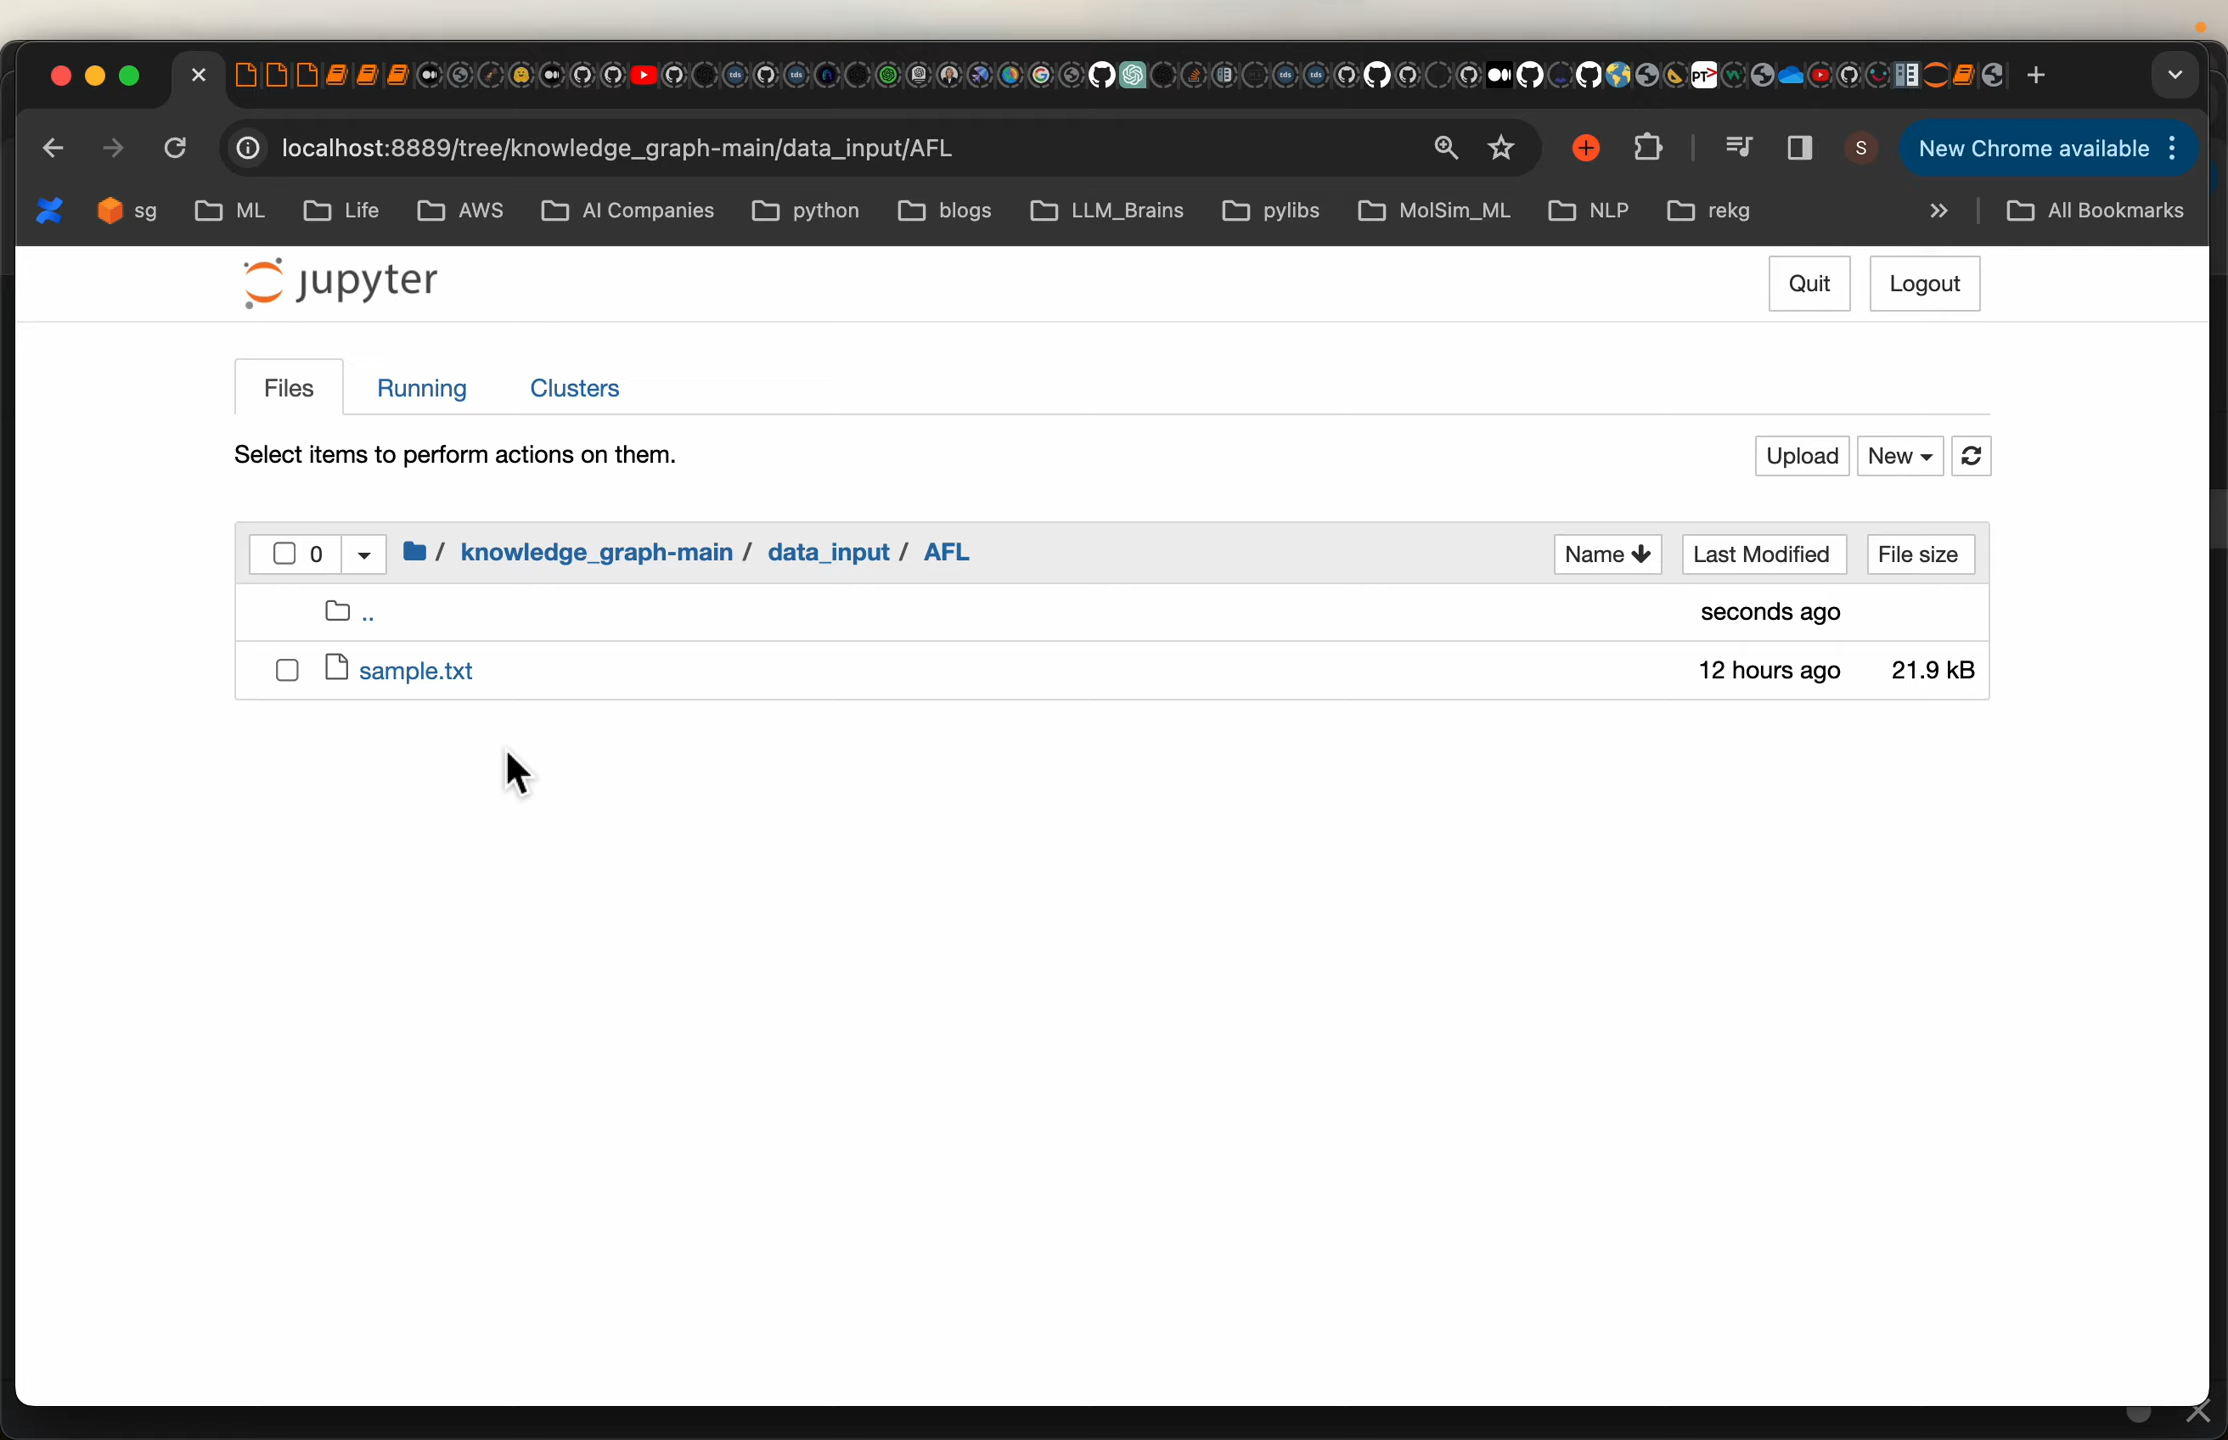 localhost:8889/tree/knowledge_graph-main/data_input/AFL
S
New Chrome available
sg
ML
Life
AWS
AI Companies
python
blogs
LLM_Brains
pylibs
MolSim_ML
NLP
rekg
»
All Bookmarks
jupyter
Quit
Logout
Files
Running
Clusters
Select items to perform actions on them.
Upload
New
0
/ knowledge_graph-main / data_input / AFL
Name
Last Modified
File size
..
seconds ago
sample.txt
12 hours ago
21.9 kB